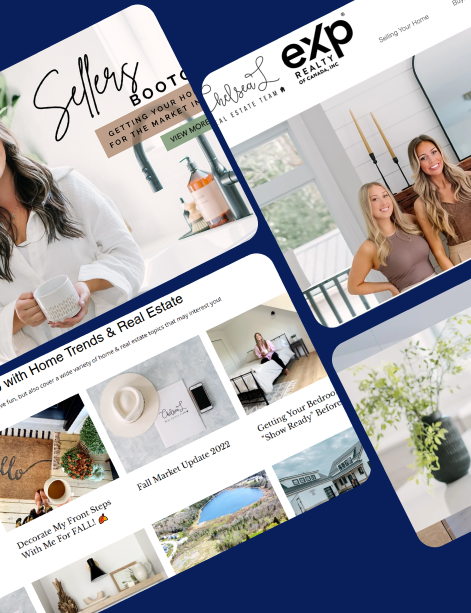 Sellers
BOOTC
GETTING YOUR HO
FOR THE MARKET IN
VIEW MORE
Chelsea L
AL ESTATE TEAM
eXp
REALTY
OF CANADA, INC
Selling Your Home
Buy
with Home Trends & Real Estate
ve fun, but also cover a wide variety of home & real estate topics that may interest you!
Chelsea L
Decorate My Front Steps
With Me For FALL! 🍂
Fall Market Update 2022
Getting Your Bedroo
"Show Ready" Before